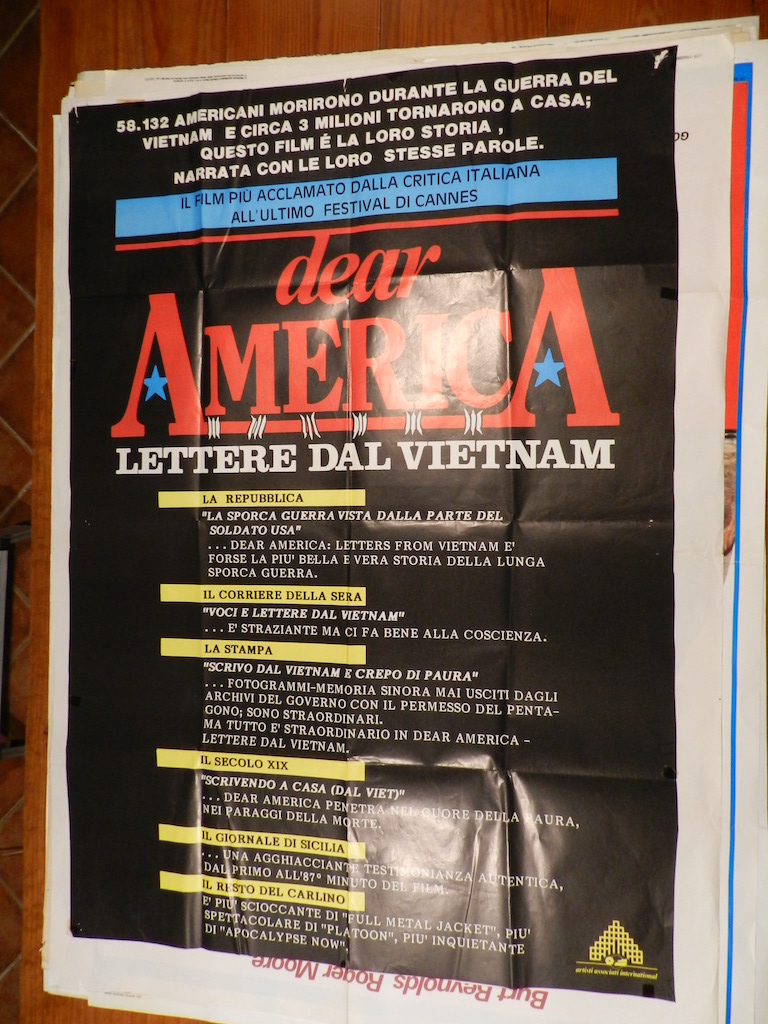 58.132 AMERICANI MORIRONO DURANTE LA GUERRA DEL
VIETNAM E CIRCA 3 MILIONI TORNARONO A CASA;
QUESTO FILM É LA LORO STORIA,
NARRATA CON LE LORO STESSE PAROLE.
IL FILM PIÙ ACCLAMATO DALLA CRITICA ITALIANA
ALL'ULTIMO FESTIVAL DI CANNES
dear
AMERICA
LETTERE DAL VIETNAM
LA REPUBBLICA
"LA SPORCA GUERRA VISTA DALLA PARTE DEL
SOLDATO USA"
...DEAR AMERICA: LETTERS FROM VIETNAM E'
FORSE LA PIU' BELLA E VERA STORIA DELLA LUNGA
SPORCA GUERRA.
IL CORRIERE DELLA SERA
"VOCI E LETTERE DAL VIETNAM"
...E' STRAZIANTE MA CI FA BENE ALLA COSCIENZA.
LA STAMPA
"SCRIVO DAL VIETNAM E CREPO DI PAURA"
...FOTOGRAMMI-MEMORIA SINORA MAI USCITI DAGLI
ARCHIVI DEL GOVERNO CON IL PERMESSO DEL PENTA-
GONO; SONO STRAORDINARI.
MA TUTTO E' STRAORDINARIO IN DEAR AMERICA -
LETTERE DAL VIETNAM.
IL SECOLO XIX
"SCRIVENDO A CASA (DAL VIET)"
...DEAR AMERICA PENETRA NEL CUORE DELLA PAURA,
NEI PARAGGI DELLA MORTE.
IL GIORNALE DI SICILIA
...UNA AGGHIACCIANTE TESTIMONIANZA AUTENTICA,
DAL PRIMO ALL'87° MINUTO DEL FILM.
IL RESTO DEL CARLINO
E' PIU' SCIOCCANTE DI "FULL METAL JACKET", PIU'
SPETTACOLARE DI "PLATOON", PIU' INQUIETANTE
DI "APOCALYPSE NOW".
artisti associati international
Burt Reynolds Roger Moore